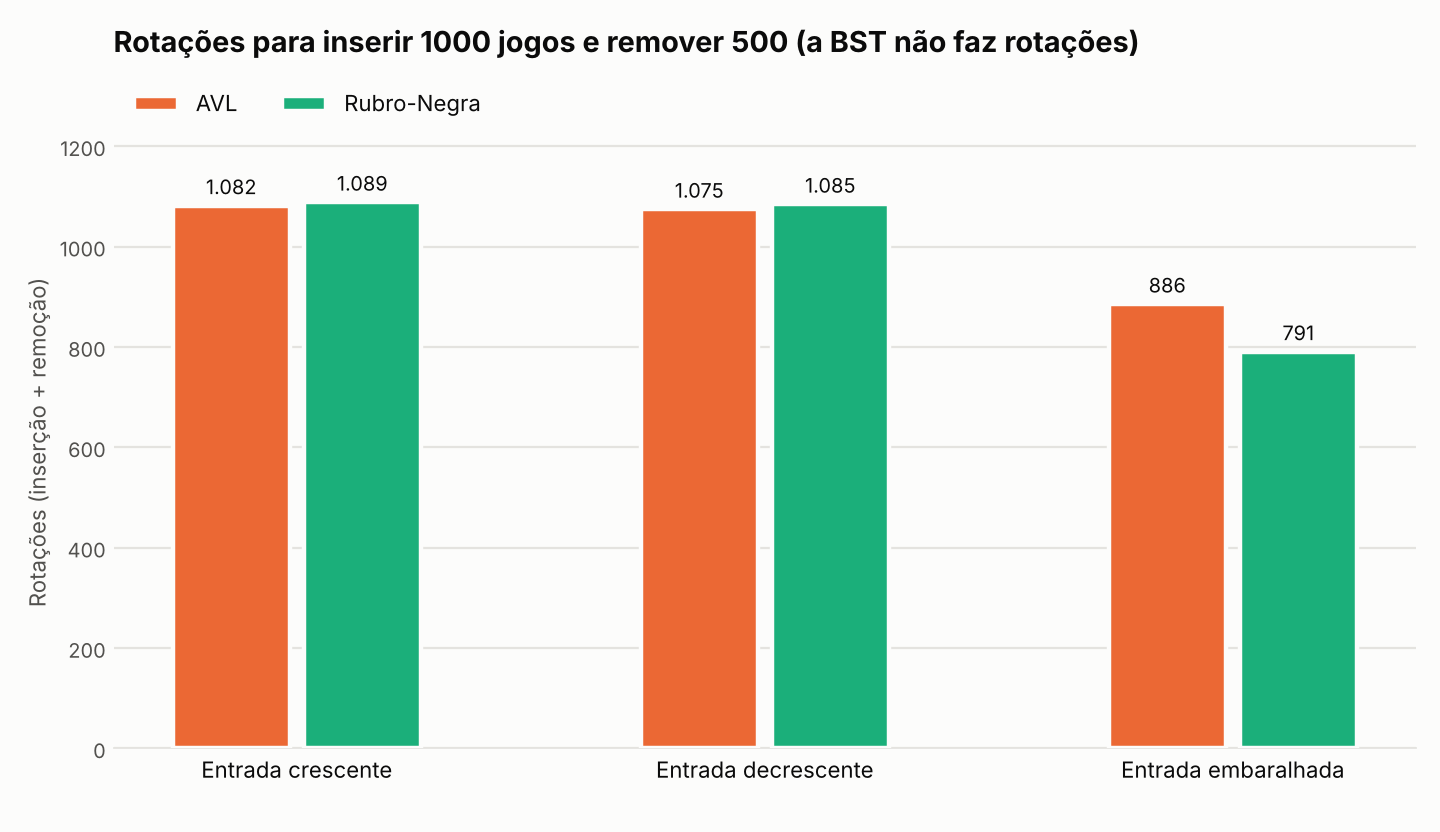 Rotações para inserir 1000 jogos e remover 500 (a BST não faz rotações)
AVL
Rubro-Negra
Rotações (inserção + remoção)
1200
1000
800
600
400
200
0
1.082
1.089
1.075
1.085
886
791
Entrada crescente
Entrada decrescente
Entrada embaralhada